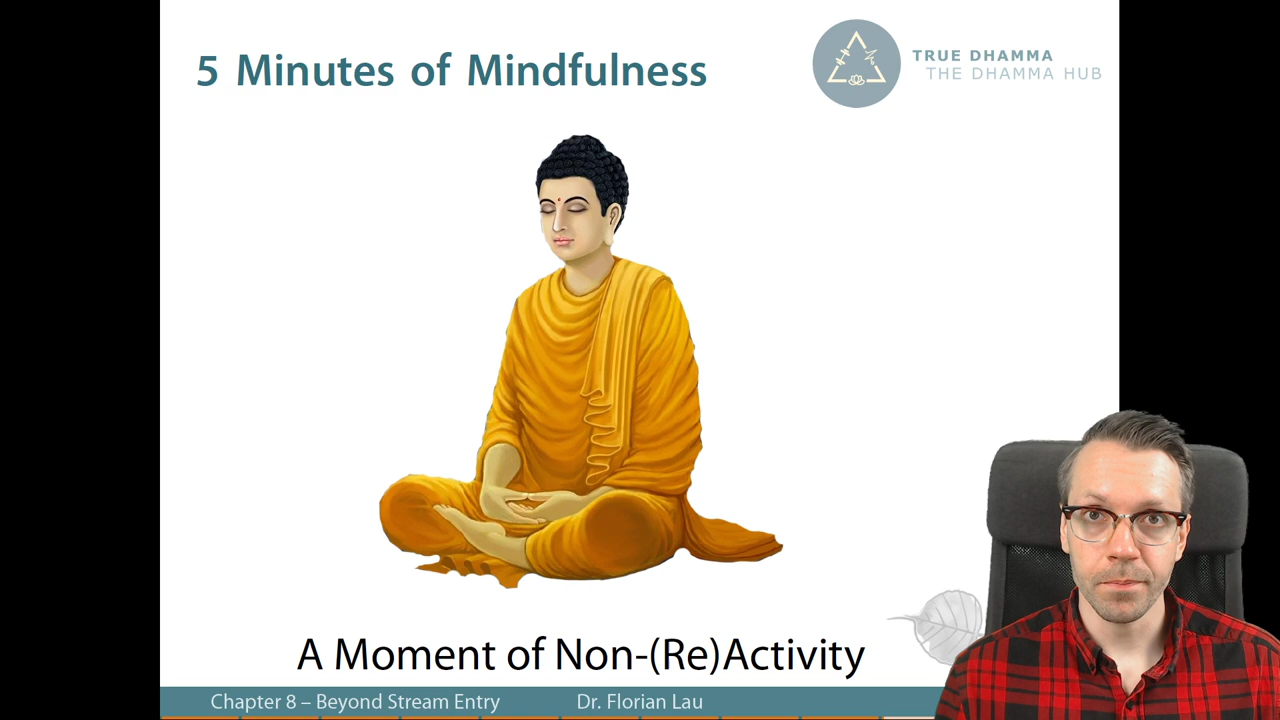 5 Minutes of Mindfulness
TRUE DHAMMA
THE DHAMMA HUB
A Moment of Non-(Re)Activity
Chapter 8 – Beyond Stream Entry
Dr. Florian Lau